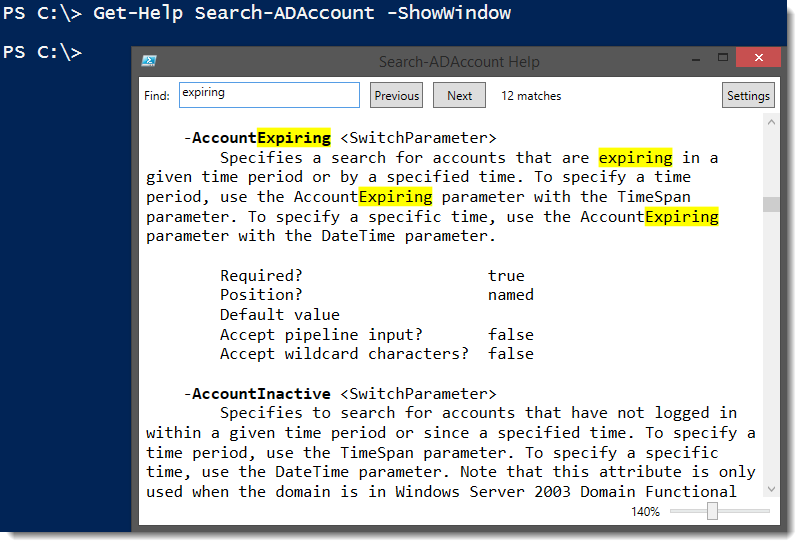 PS C:\> Get-Help Search-ADAccount -ShowWindow
PS C:\>
Search-ADAccount Help
Find: expiring Previous Next 12 matches Settings
-AccountExpiring <SwitchParameter>
Specifies a search for accounts that are expiring in a
given time period or by a specified time. To specify a time
period, use the AccountExpiring parameter with the TimeSpan
parameter. To specify a specific time, use the AccountExpiring
parameter with the DateTime parameter.
Required? true
Position? named
Default value
Accept pipeline input? false
Accept wildcard characters? false
-AccountInactive <SwitchParameter>
Specifies to search for accounts that have not logged in
within a given time period or since a specified time. To specify a
time period, use the TimeSpan parameter. To specify a specific
time, use the DateTime parameter. Note that this attribute is only
used when the domain is in Windows Server 2003 Domain Functional
140%